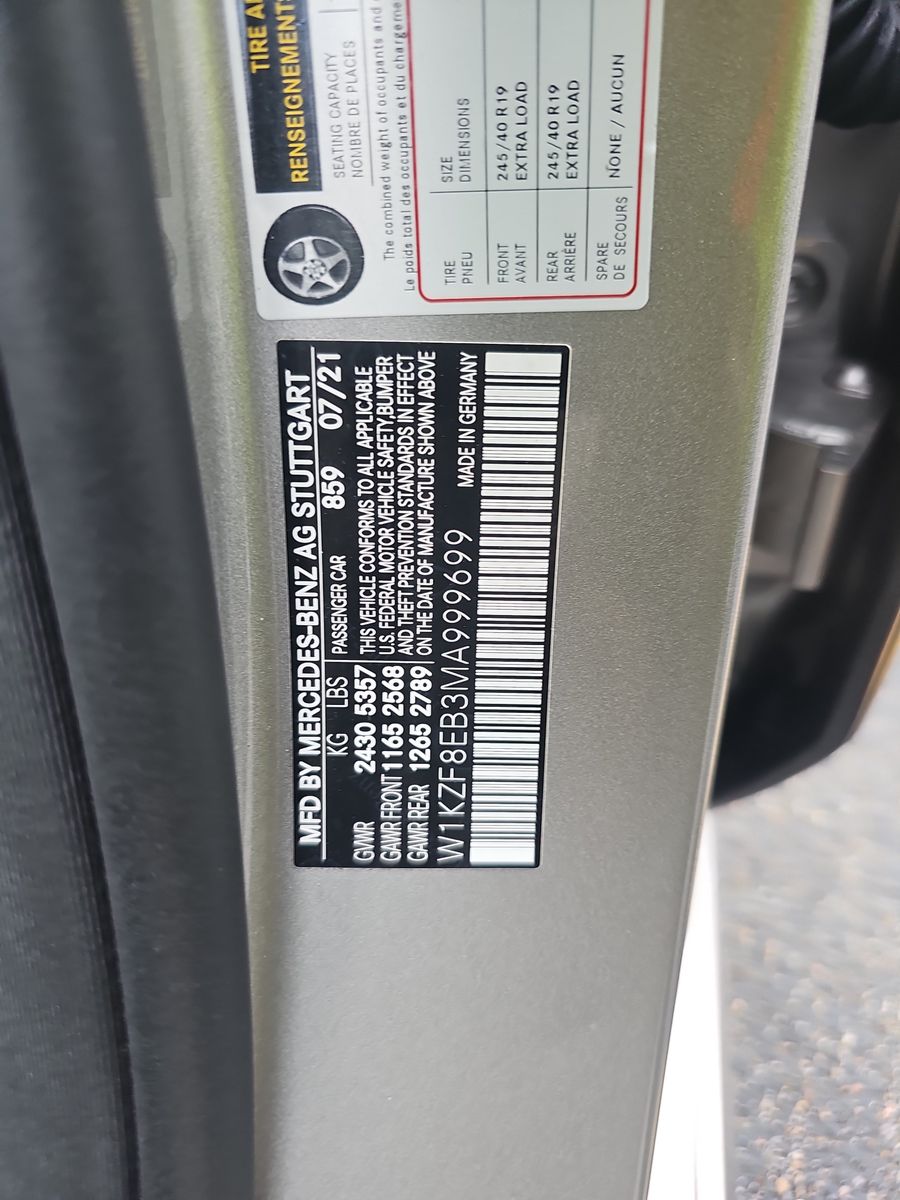 MFD BY MERCEDES-BENZ AG STUTTGART
KG LBS PASSENGER CAR 859 07/21
GVWR 2430 5357
GAWR FRONT 1165 2568
GAWR REAR 1265 2789
THIS VEHICLE CONFORMS TO ALL APPLICABLE
U.S. FEDERAL MOTOR VEHICLE SAFETY, BUMPER
AND THEFT PREVENTION STANDARDS IN EFFECT
ON THE DATE OF MANUFACTURE SHOWN ABOVE
W1KZF8EB3MA999699 MADE IN GERMANY
TIRE
RENSEIGNEMENTS
SEATING CAPACITY
NOMBRE DE PLACES
The combined weight of occupants and
Le poids total des occupants et du
TIRE SIZE
PNEU DIMENSIONS
FRONT 245/40 R19
AVANT EXTRA LOAD
REAR 245/40 R19
ARRIÈRE EXTRA LOAD
SPARE NONE / AUCUN
DE SECOURS